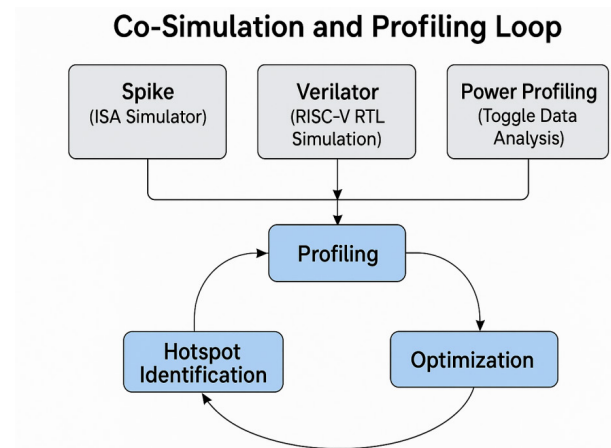 Co-Simulation and Profiling Loop
Spike
(ISA Simulator)
Verilator
(RISC-V RTL
Simulation)
Power Profiling
(Toggle Data
Analysis)
Profiling
Hotspot
Identification
Optimization